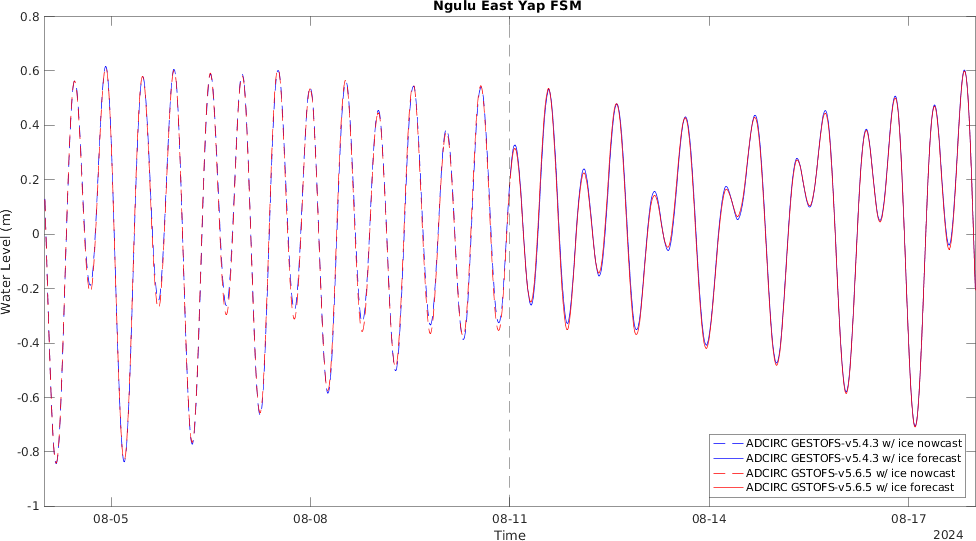 Ngulu East Yap FSM
0.8
0.6
0.4
0.2
0
-0.2
-0.4
-0.6
-0.8
-1
Water Level (m)
ADCIRC GESTOFS-v5.4.3 w/ ice nowcast
ADCIRC GESTOFS-v5.4.3 w/ ice forecast
ADCIRC GSTOFS-v5.6.5 w/ ice nowcast
ADCIRC GSTOFS-v5.6.5 w/ ice forecast
08-05 08-08 08-11 08-14 08-17
Time
2024